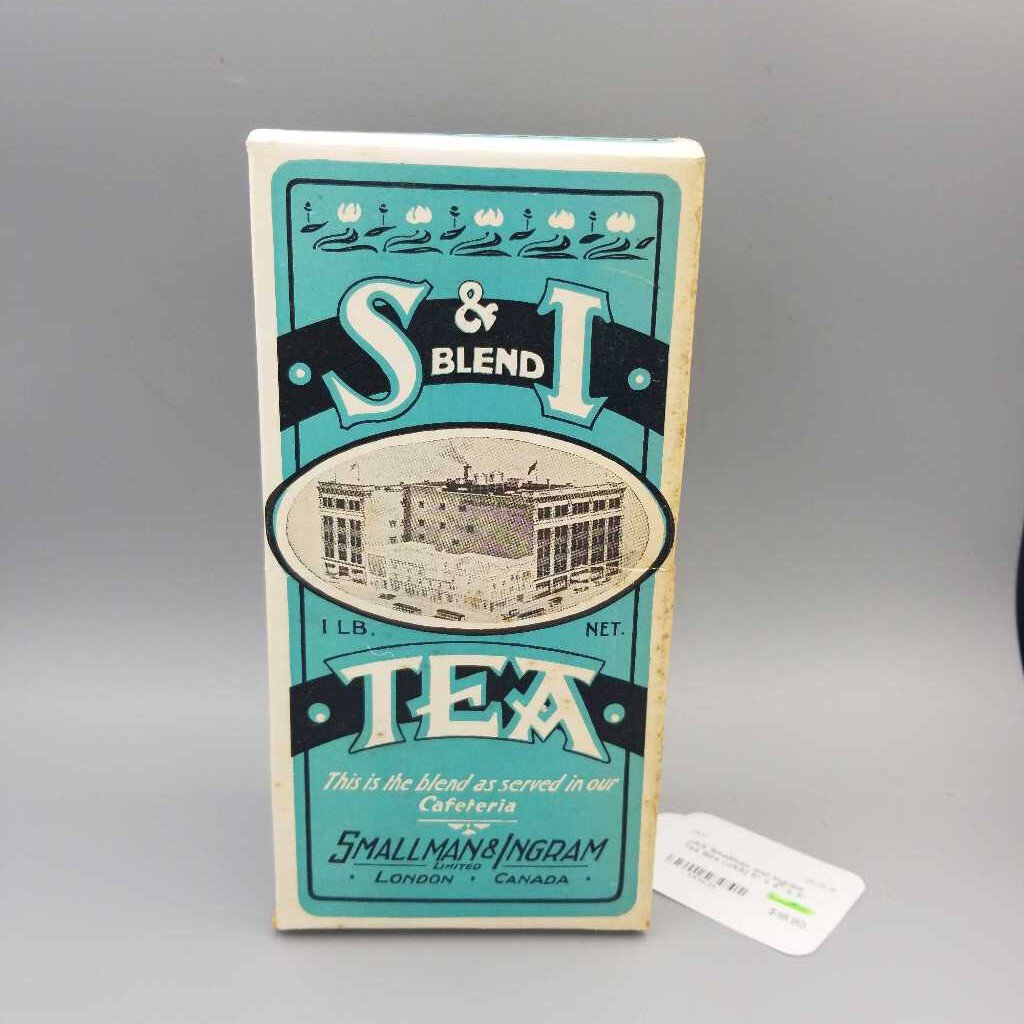 S & I
BLEND
1 LB. NET.
TEA
This is the blend as served in our
Cafeteria
SMALLMAN & INGRAM
LIMITED
· LONDON · CANADA ·